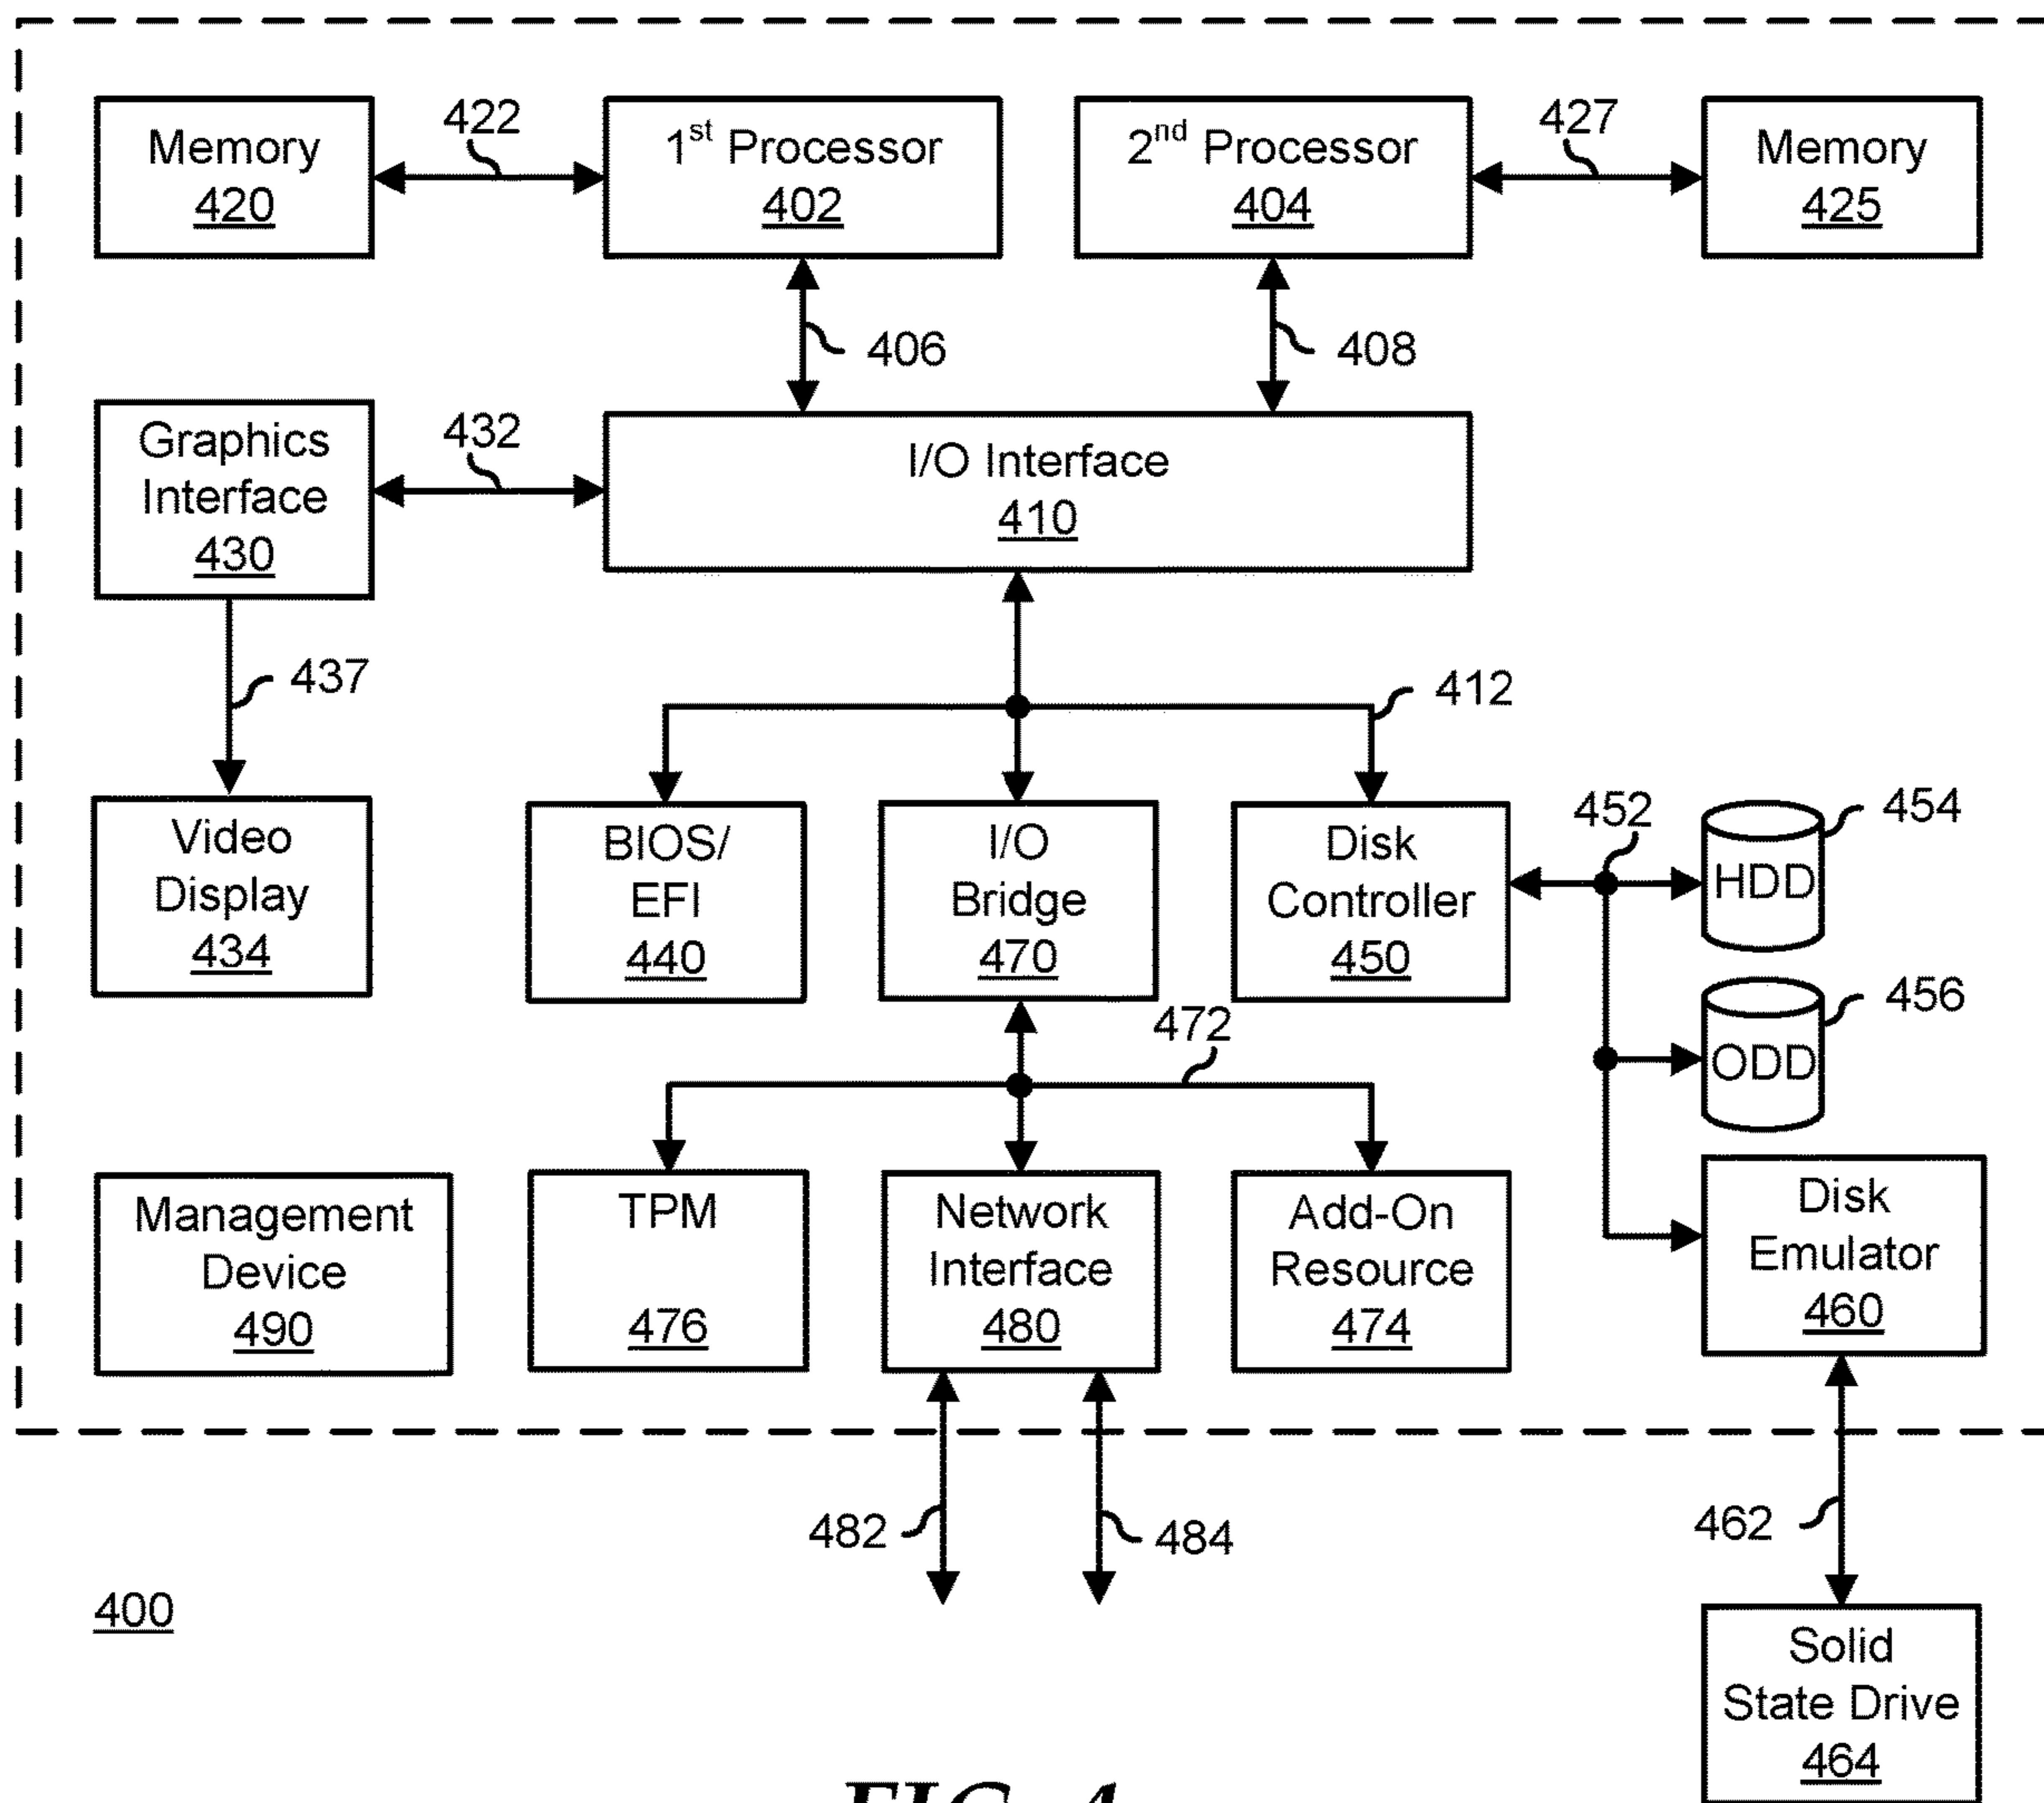 Memory
420
422
1st Processor
402
2nd Processor
404
427
Memory
425
406
408
Graphics
Interface
430
432
I/O Interface
410
437
412
Video
Display
434
BIOS/
EFI
440
I/O
Bridge
470
Disk
Controller
450
452
454
HDD
456
ODD
472
Management
Device
490
TPM
476
Network
Interface
480
Add-On
Resource
474
Disk
Emulator
460
482
484
462
400
Solid
State Drive
464
FIG. 4